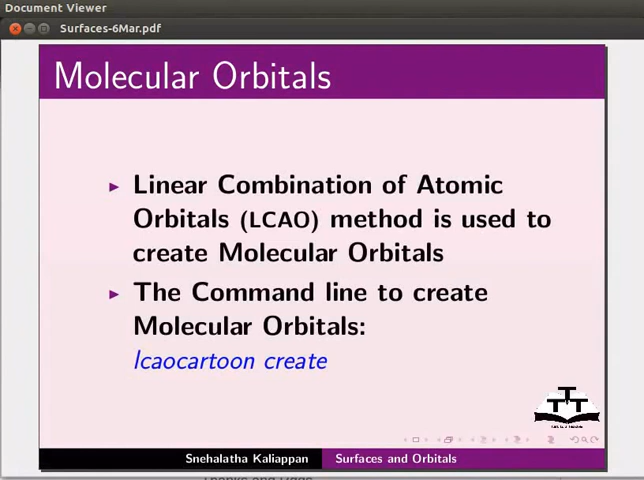 Document Viewer
Surfaces-6Mar.pdf
Molecular Orbitals
Linear Combination of Atomic
Orbitals (LCAO) method is used to
create Molecular Orbitals
The Command line to create
Molecular Orbitals:
lcaocartoon create
Snehalatha Kaliappan
Surfaces and Orbitals